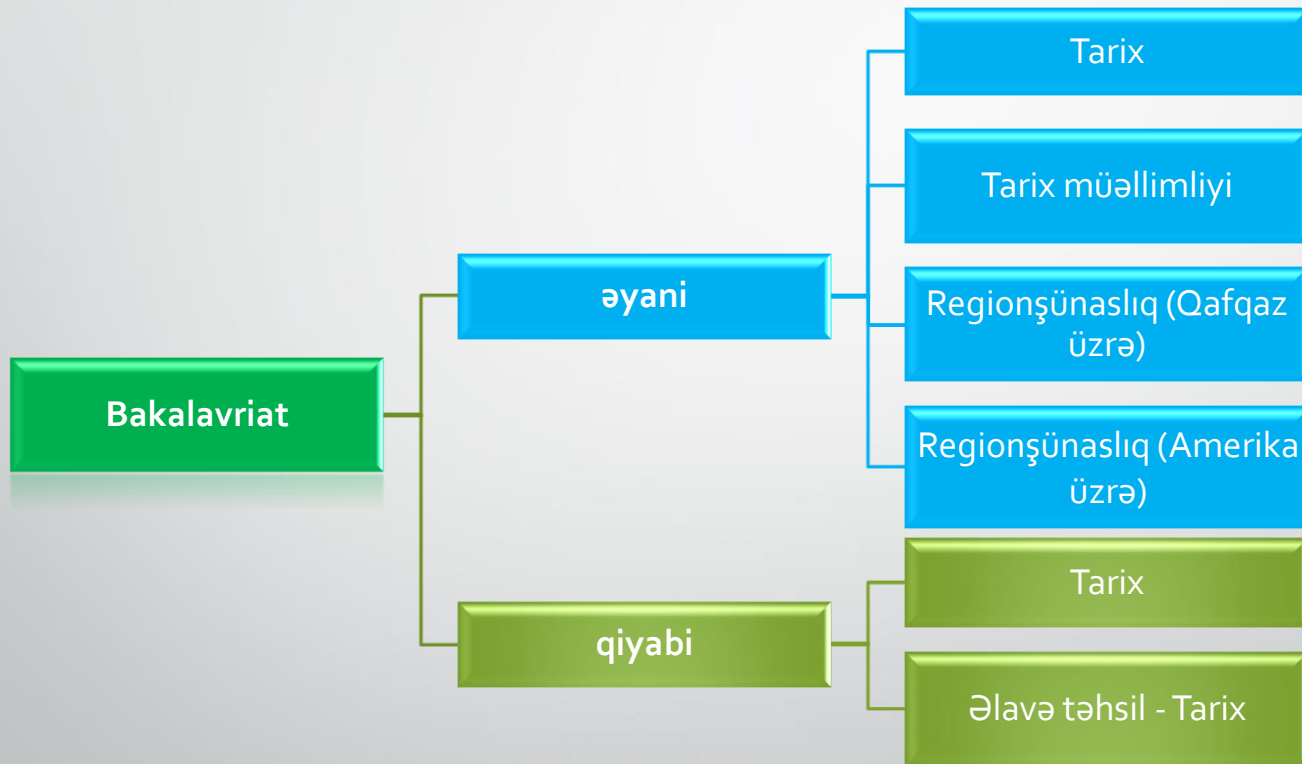 Bakalavriat
əyani
Tarix
Tarix müəllimliyi
Regionşünaslıq (Qafqaz
üzrə)
Regionşünaslıq (Amerika
üzrə)
qiyabi
Tarix
Əlavə təhsil - Tarix